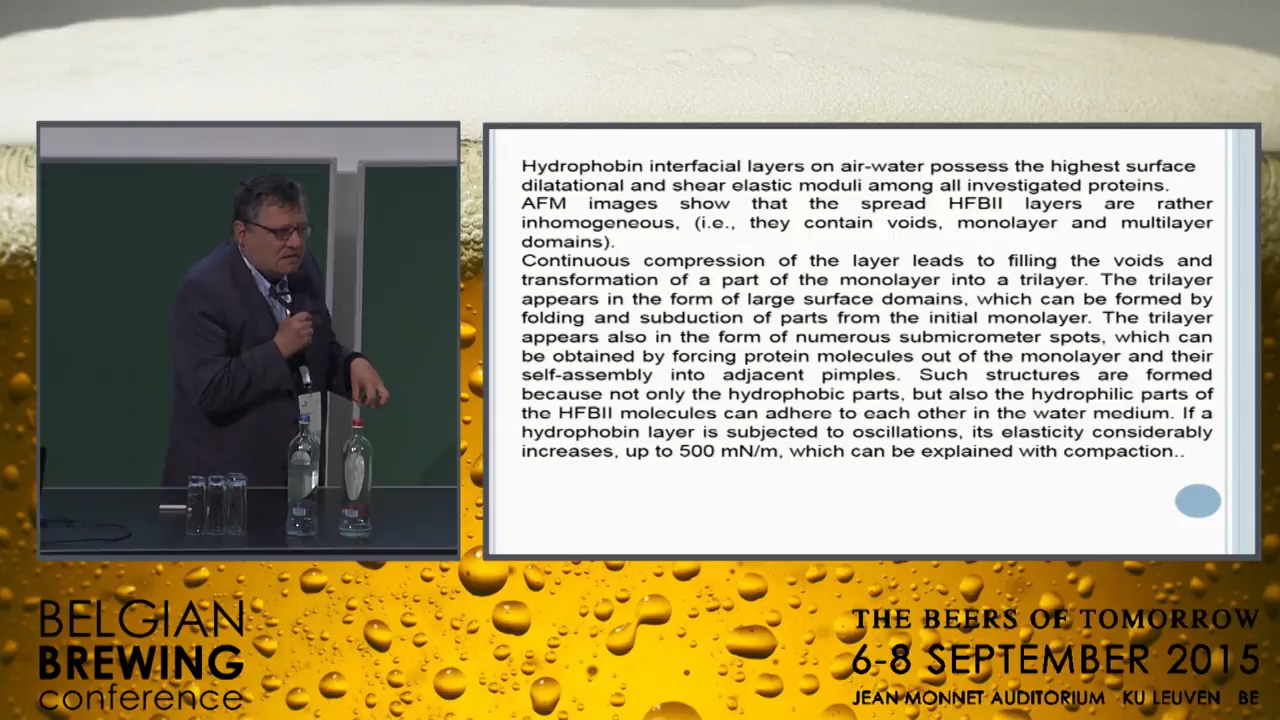 Hydrophobin interfacial layers on air-water possess the highest surface
dilatational and shear elastic moduli among all investigated proteins.
AFM images show that the spread HFBII layers are rather
inhomogeneous, (i.e., they contain voids, monolayer and multilayer
domains).
Continuous compression of the layer leads to filling the voids and
transformation of a part of the monolayer into a trilayer. The trilayer
appears in the form of large surface domains, which can be formed by
folding and subduction of parts from the initial monolayer. The trilayer
appears also in the form of numerous submicrometer spots, which can
be obtained by forcing protein molecules out of the monolayer and their
self-assembly into adjacent pimples. Such structures are formed
because not only the hydrophobic parts, but also the hydrophilic parts of
the HFBII molecules can adhere to each other in the water medium. If a
hydrophobin layer is subjected to oscillations, its elasticity considerably
increases, up to 500 mN/m, which can be explained with compaction..
BELGIAN
BREWING
conference
THE BEERS OF TOMORROW
6-8 SEPTEMBER 2015
JEAN MONNET AUDITORIUM KU LEUVEN BE